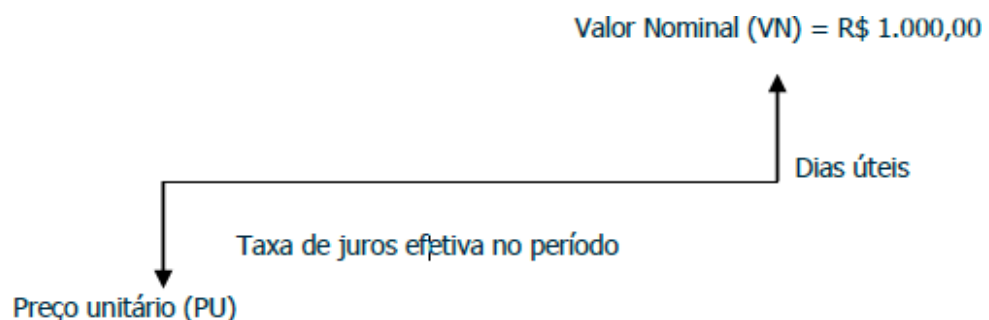 Valor Nominal (VN) = R$ 1.000,00
Dias úteis
Taxa de juros efetiva no período
Preço unitário (PU)